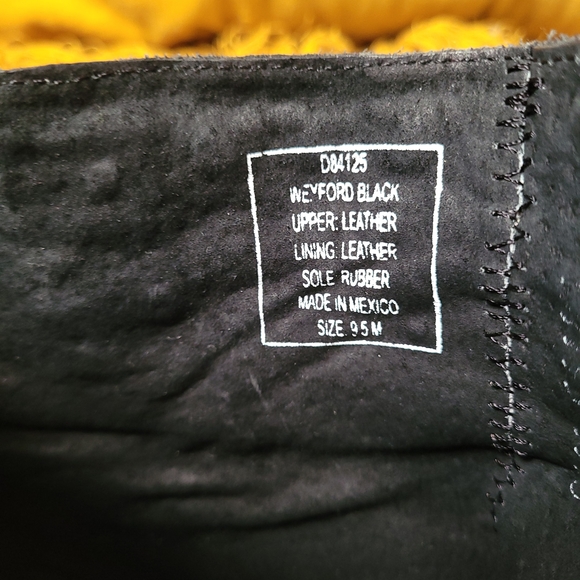 D84125
WEYFORD BLACK
UPPER: LEATHER
LINING: LEATHER
SOLE: RUBBER
MADE IN MEXICO
SIZE: 9.5 M